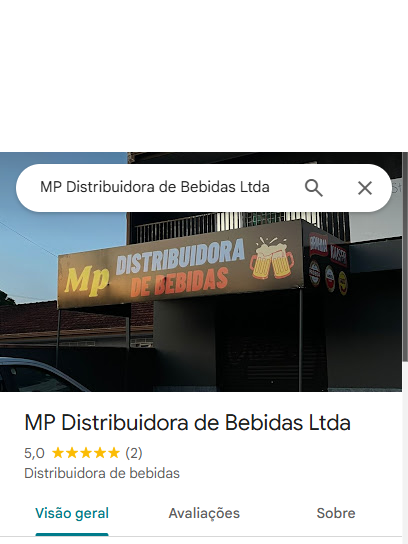 MP Distribuidora de Bebidas Ltda
Mp DISTRIBUIDORA
DE BEBIDAS
MP Distribuidora de Bebidas Ltda
5,0 (2)
Distribuidora de bebidas
Visão geral Avaliações Sobre